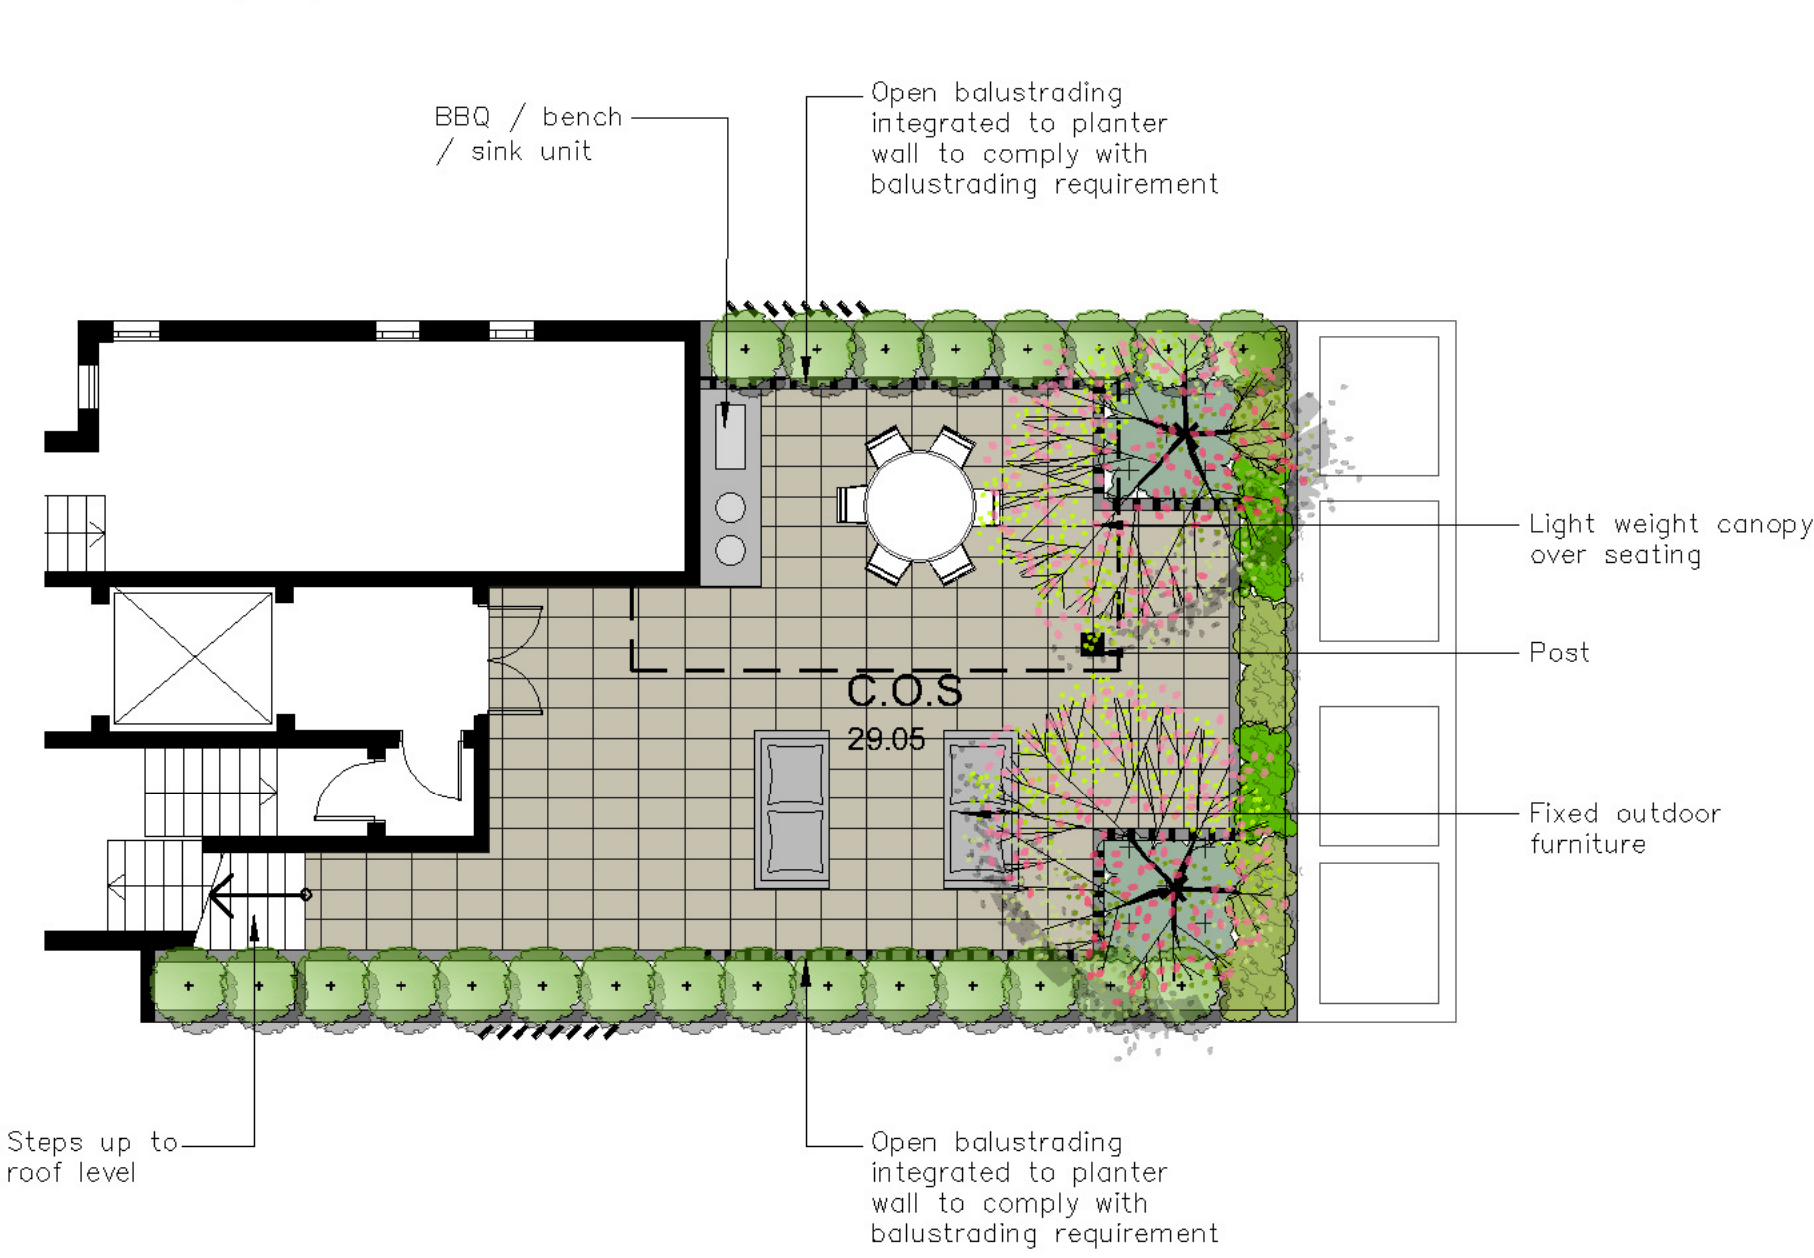 BBQ / bench
/ sink unit
Open balustrading
integrated to planter
wall to comply with
balustrading requirement
Light weight canopy
over seating
Post
C.O.S
29.05
Fixed outdoor
furniture
Steps up to
roof level
Open balustrading
integrated to planter
wall to comply with
balustrading requirement